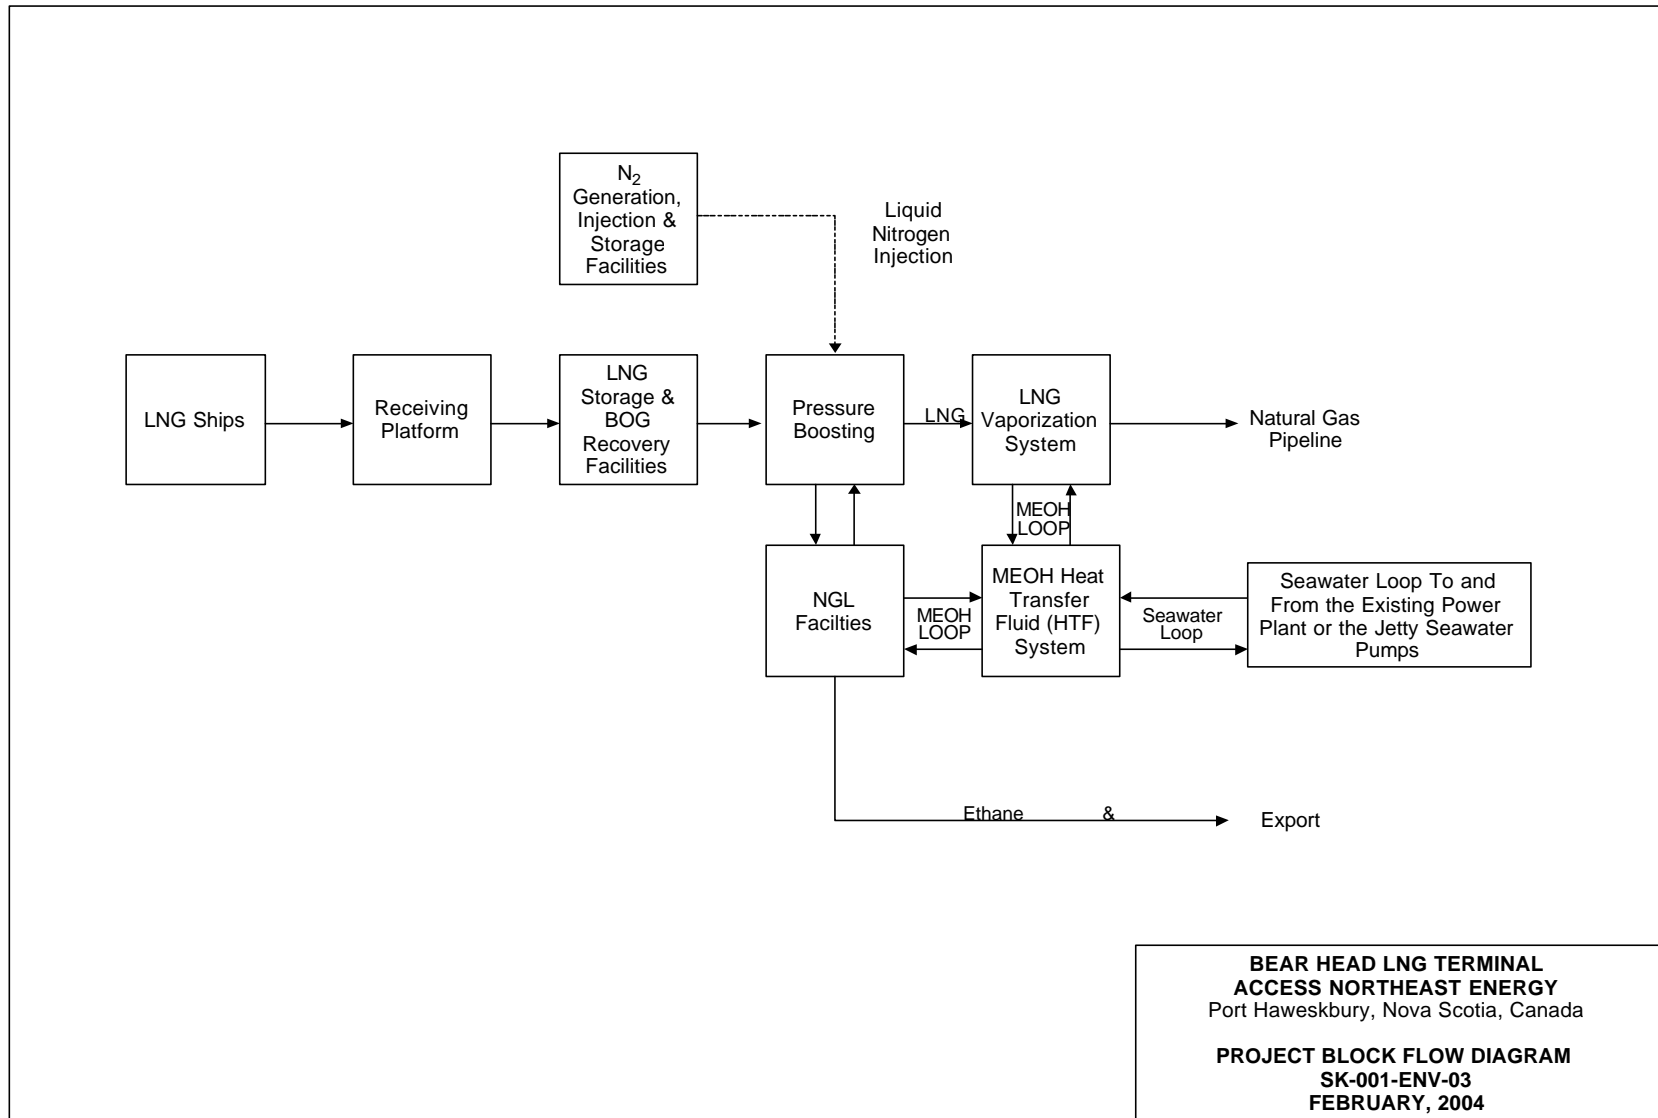 N2
Generation,
Injection &
Storage
Facilities
Liquid
Nitrogen
Injection
LNG Ships
Receiving
Platform
LNG
Storage &
BOG
Recovery
Facilities
Pressure
Boosting
LNG
LNG
Vaporization
System
Natural Gas
Pipeline
MEOH
LOOP
NGL
Facilties
MEOH
LOOP
MEOH Heat
Transfer
Fluid (HTF)
System
Seawater
Loop
Seawater Loop To and
From the Existing Power
Plant or the Jetty Seawater
Pumps
Ethane &
Export
BEAR HEAD LNG TERMINAL
ACCESS NORTHEAST ENERGY
Port Haweskbury, Nova Scotia, Canada
PROJECT BLOCK FLOW DIAGRAM
SK-001-ENV-03
FEBRUARY, 2004